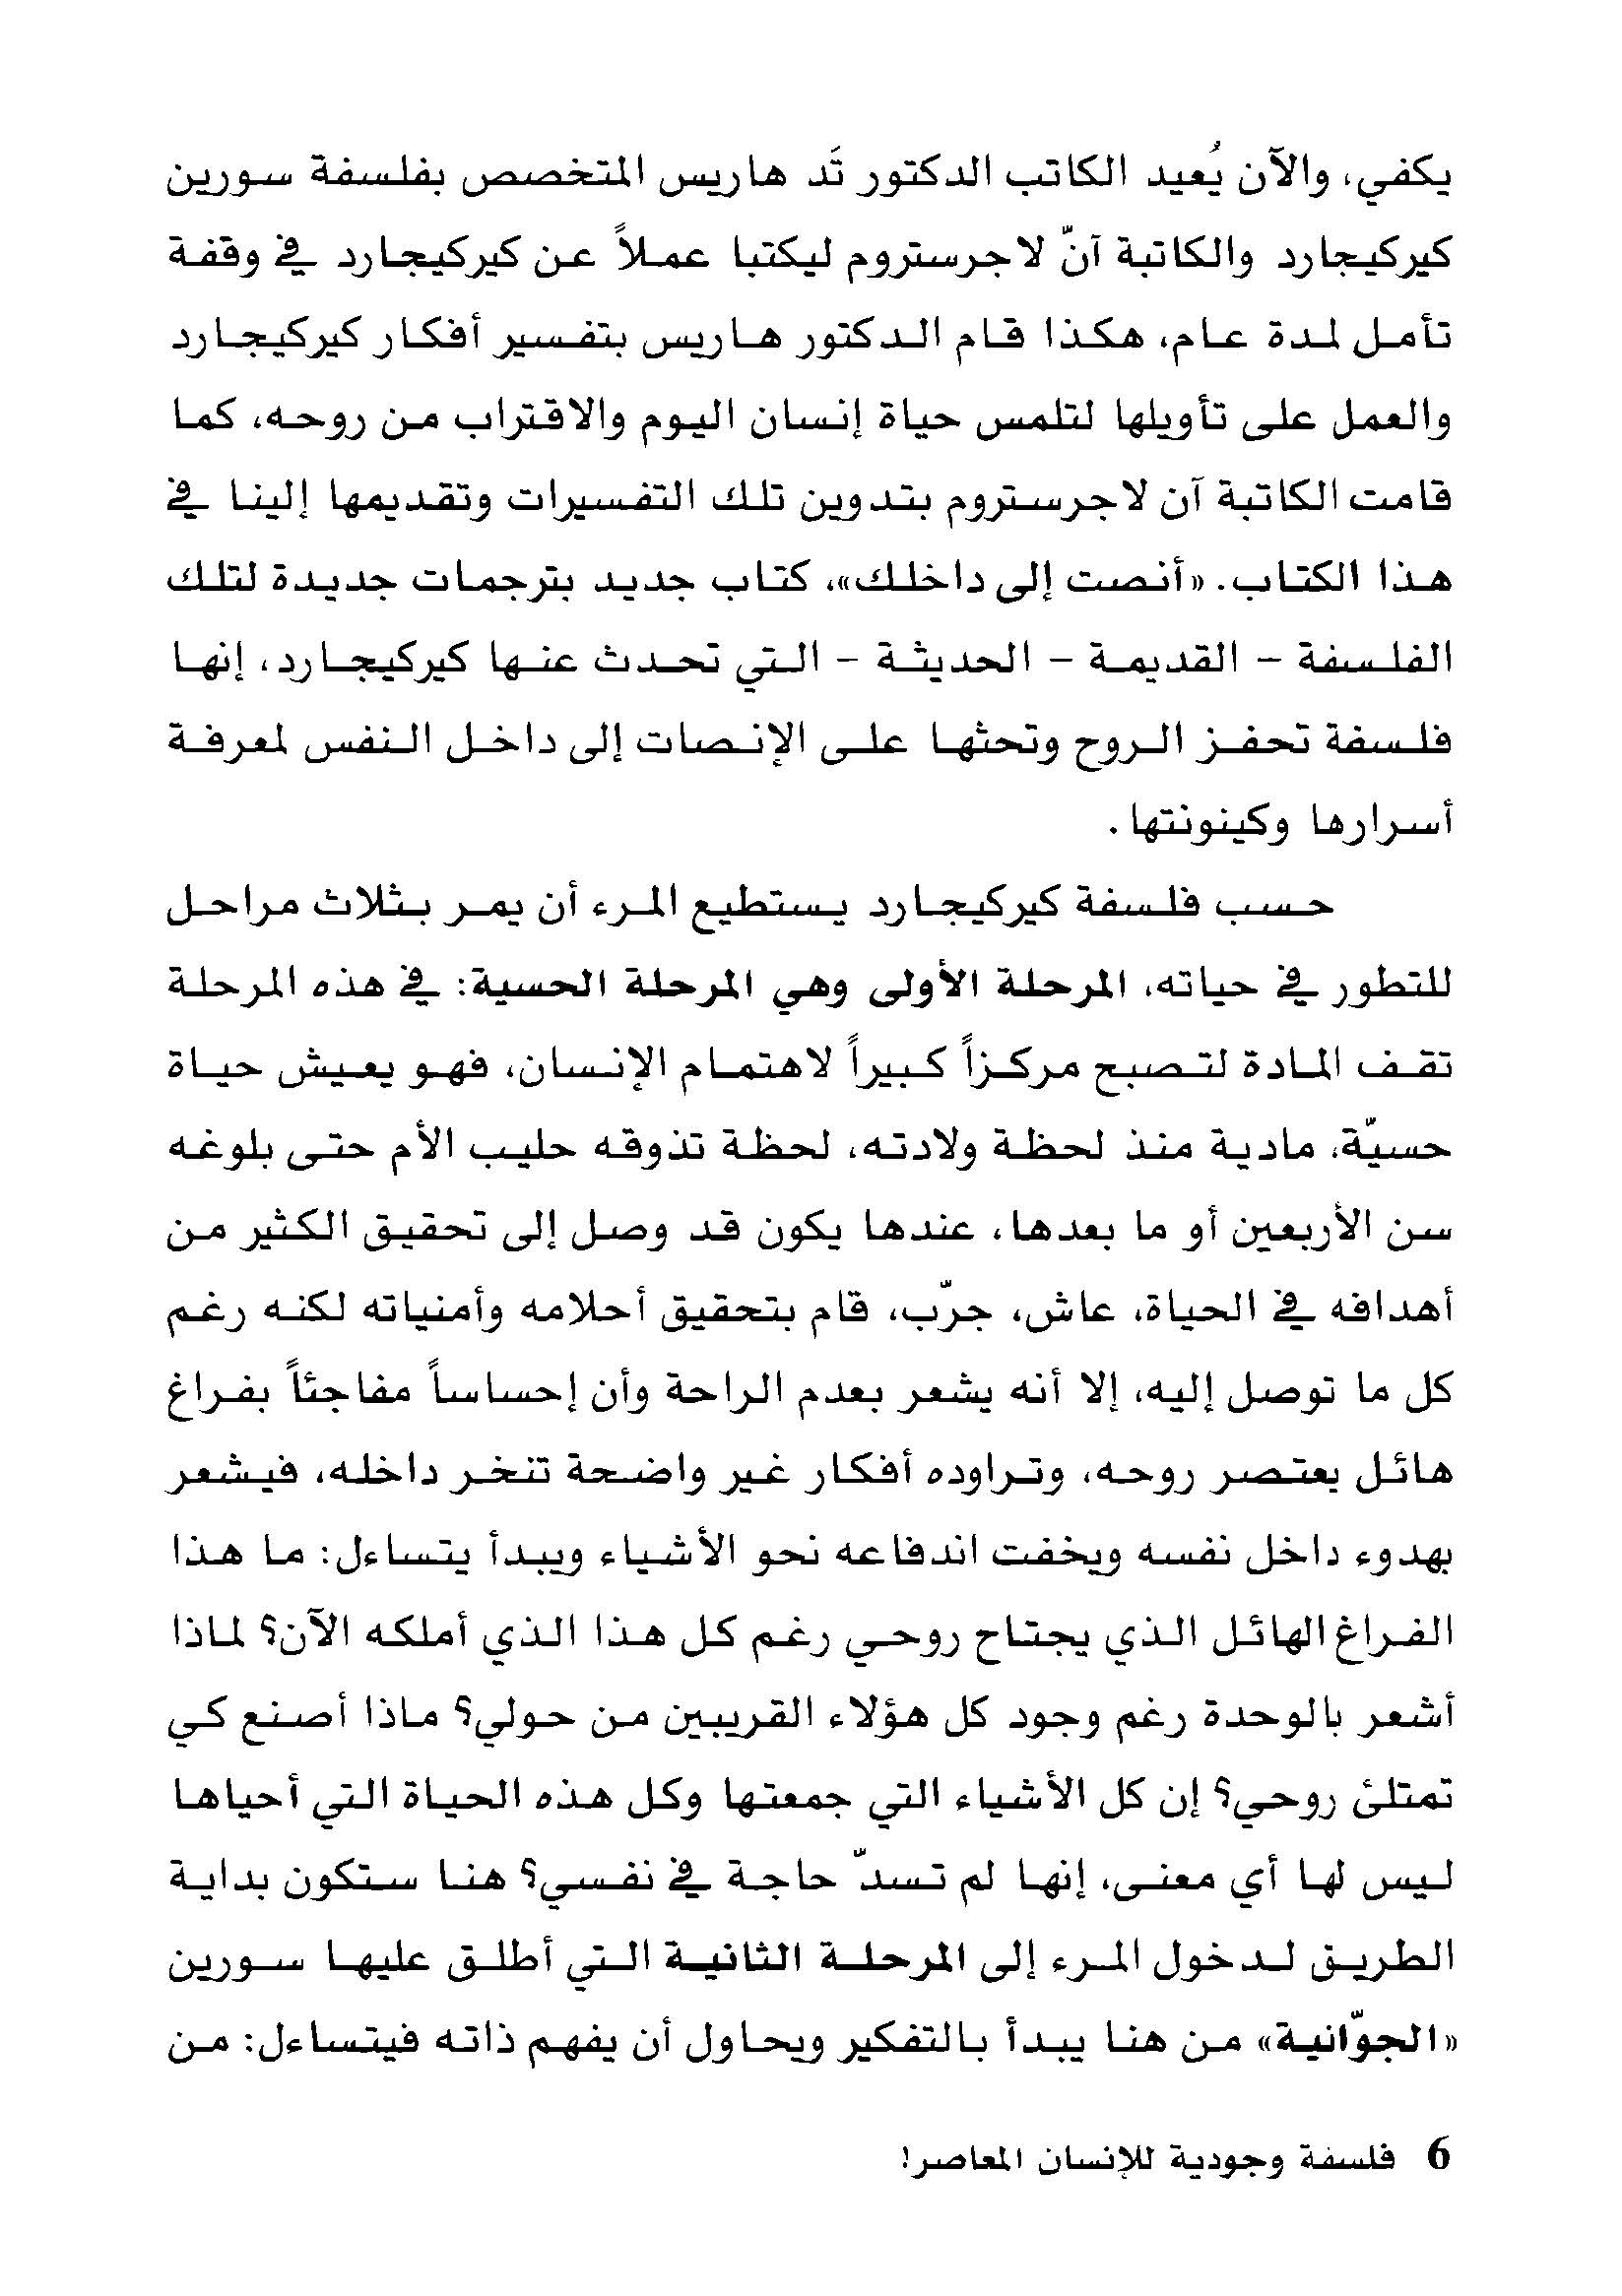 يكفي، والآن يُعيد الكاتب الدكتور تَد هاريس المتخصص بفلسفة سورين
كيركيجارد والكاتبة آنّ لاجرستروم ليكتبا عملاً عن كيركيجارد في وقفة
تأمل لمدة عام، هكذا قام الدكتور هاريس بتفسير أفكار كيركيجارد
والعمل على تأويلها لتلمس حياة إنسان اليوم والاقتراب من روحه، كما
قامت الكاتبة آن لاجرستروم بتدوين تلك التفسيرات وتقديمها إلينا في
هذا الكتاب. «أنصت إلى داخلك»، كتاب جديد بترجمات جديدة لتلك
الفلسفة - القديمة - الحديثة - التي تحدث عنها كيركيجارد، إنها
فلسفة تحفز الروح وتحثها على الإنصات إلى داخل النفس لمعرفة
أسرارها وكينونتها.
حسب فلسفة كيركيجارد يستطيع المرء أن يمر بثلاث مراحل
للتطور في حياته، المرحلة الأولى وهي المرحلة الحسية: في هذه المرحلة
تقف المادة لتصبح مركزاً كبيراً لاهتمام الإنسان، فهو يعيش حياة
حسيّة، مادية منذ لحظة ولادته، لحظة تذوقه حليب الأم حتى بلوغه
سن الأربعين أو ما بعدها، عندها يكون قد وصل إلى تحقيق الكثير من
أهدافه في الحياة، عاش، جرّب، قام بتحقيق أحلامه وأمنياته لكنه رغم
كل ما توصل إليه، إلا أنه يشعر بعدم الراحة وأن إحساساً مفاجئاً بفراغ
هائل يعتصر روحه، وتراوده أفكار غير واضحة تنخر داخله، فيشعر
بهدوء داخل نفسه ويخفت اندفاعه نحو الأشياء ويبدأ يتساءل: ما هذا
الفراغ الهائل الذي يجتاح روحي رغم كل هذا الذي أملكه الآن؟ لماذا
أشعر بالوحدة رغم وجود كل هؤلاء القريبين من حولي؟ ماذا أصنع كي
تمتلئ روحي؟ إن كل الأشياء التي جمعتها وكل هذه الحياة التي أحياها
ليس لها أي معنى، إنها لم تسدّ حاجة في نفسي؟ هنا ستكون بداية
الطريق لدخول المرء إلى المرحلة الثانية التي أطلق عليها سورين
«الجوّانية» من هنا يبدأ بالتفكير ويحاول أن يفهم ذاته فيتساءل: من
6 فلسفة وجودية للإنسان المعاصر!